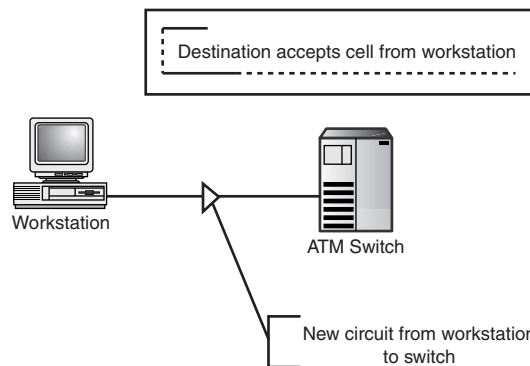 Destination accepts cell from workstation
Workstation
ATM Switch
New circuit from workstation
to switch